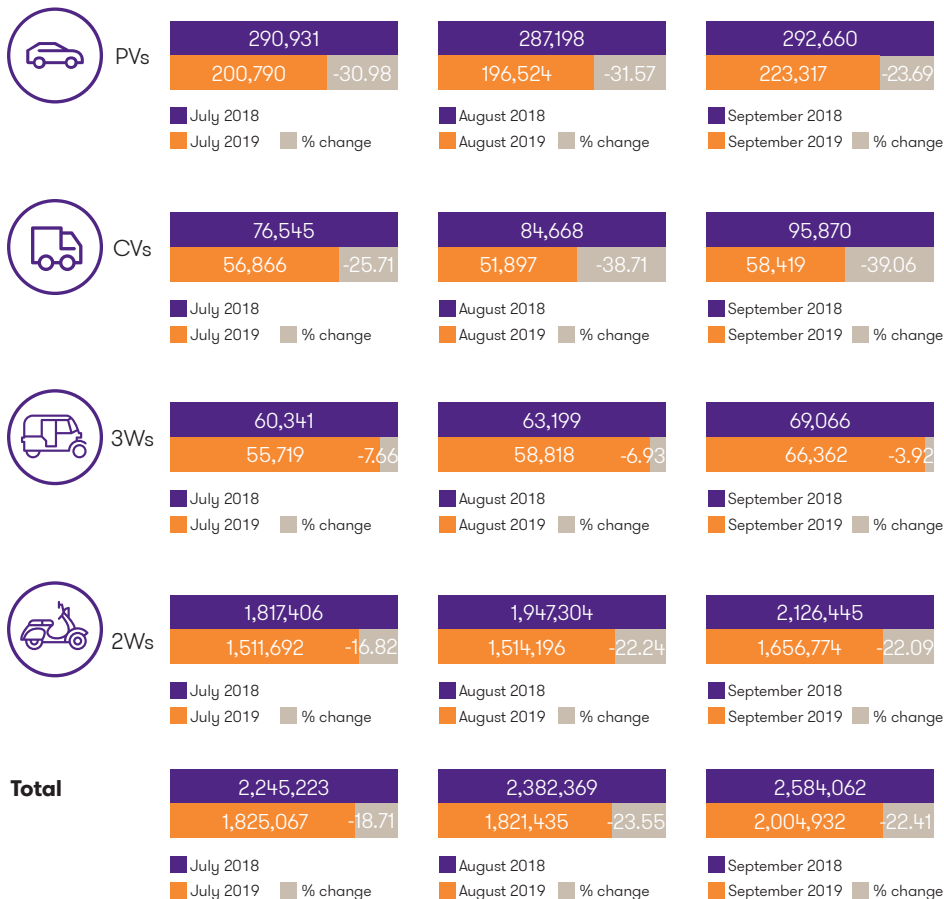 PVs
290,931
287,198
292,660
200,790 -30.98
196,524 -31.57
223,317 -23.69
July 2018
August 2018
September 2018
July 2019 % change
August 2019 % change
September 2019 % change
CVs
76,545
84,668
95,870
56,866 -25.71
51,897 -38.71
58,419 -39.06
July 2018
August 2018
September 2018
July 2019 % change
August 2019 % change
September 2019 % change
3Ws
60,341
63,199
69,066
55,719 -7.66
58,818 -6.93
66,362 -3.92
July 2018
August 2018
September 2018
July 2019 % change
August 2019 % change
September 2019 % change
2Ws
1,817,406
1,947,304
2,126,445
1,511,692 -16.82
1,514,196 -22.24
1,656,774 -22.09
July 2018
August 2018
September 2018
July 2019 % change
August 2019 % change
September 2019 % change
Total
2,245,223
2,382,369
2,584,062
1,825,067 -18.71
1,821,435 -23.55
2,004,932 -22.41
July 2018
August 2018
September 2018
July 2019 % change
August 2019 % change
September 2019 % change